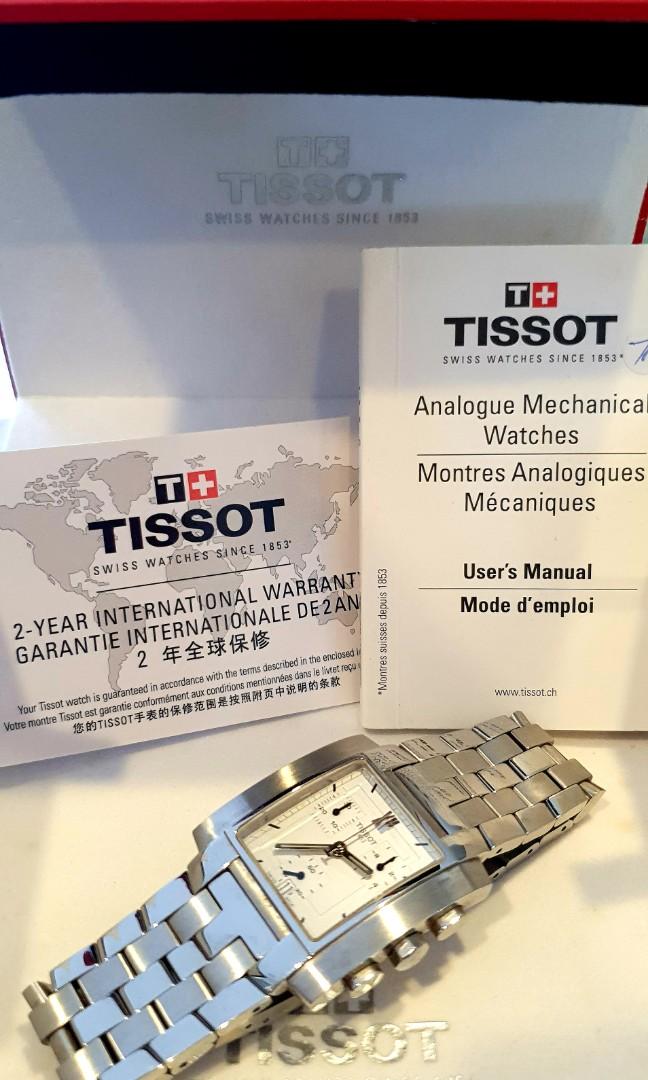 TISSOT
SWISS WATCHES SINCE 1853
T+
TISSOT
SWISS WATCHES SINCE 1853*
Analogue Mechanical
Watches
Montres Analogiques
Mécaniques
User's Manual
Mode d'emploi
*Montres suisses depuis 1853
www.tissot.ch
T+
TISSOT
SWISS WATCHES SINCE 1853*
2-YEAR INTERNATIONAL WARRANTY
GARANTIE INTERNATIONALE DE 2 AN
2 年全球保修
Your Tissot watch is guaranteed in accordance with the terms described in the enclosed
Votre montre Tissot est garantie conformément aux conditions mentionnées dans le livret reçu
您的TISSOT手表的保修范围是按照附页中说明的条款
TISSOT
TISSOT